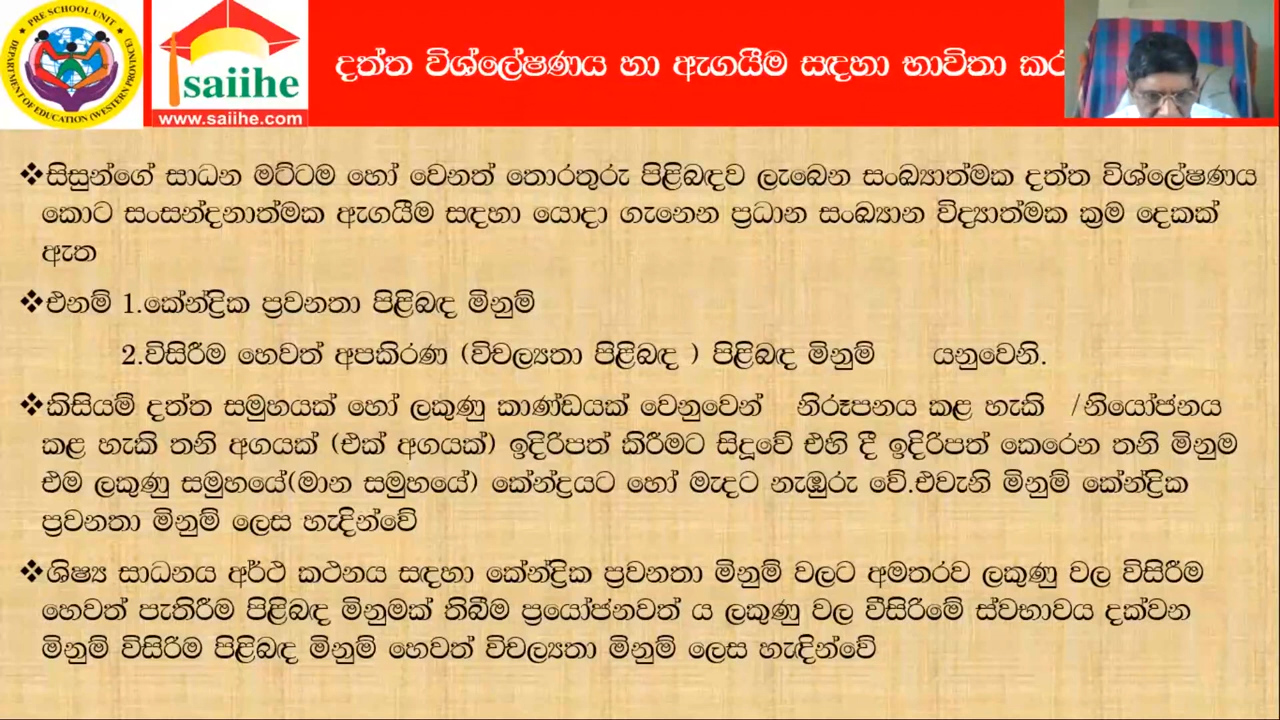 PRE SCHOOL UNIT
DEPARTMENT OF EDUCATION (WESTERN PROVINCE)
saiihe
www.saiihe.com
දත්ත විශ්ලේෂණය හා ඇගයීම සඳහා භාවිතා කර
❖සිසුන්ගේ සාධන මට්ටම හෝ වෙනත් තොරතුරු පිළිබඳව ලැබෙන සංඛ්‍යාත්මක දත්ත විශ්ලේෂණය
කොට සංසන්දනාත්මක ඇගයීම සඳහා යොදා ගැනෙන ප්‍රධාන සංඛ්‍යාන විද්‍යාත්මක ක්‍රම දෙකක්
ඇත
❖එනම් 1.කේන්ද්‍රික ප්‍රවනතා පිළිබඳ මිනුම්
2.විසිරීම හෙවත් අපකිරණ (විචල්‍යතා පිළිබඳ ) පිළිබඳ මිනුම් යනුවෙනි.
❖කිසියම් දත්ත සමුහයක් හෝ ලකුණු කාණ්ඩයක් වෙනුවෙන් නිරූපනය කළ හැකි /නියෝජනය
කළ හැකි තනි අගයක් (එක් අගයක්) ඉදිරිපත් කිරීමට සිදුවේ එහි දී ඉදිරිපත් කෙරෙන තනි මිනුම
එම ලකුණු සමුහයේ(මාන සමුහයේ) කේන්ද්‍රයට හෝ මැදට නැඹුරු වේ.එවැනි මිනුම් කේන්ද්‍රික
ප්‍රවනතා මිනුම් ලෙස හැදින්වේ
❖ශිෂ්‍ය සාධනය අර්ථ කථනය සඳහා කේන්ද්‍රික ප්‍රවනතා මිනුම් වලට අමතරව ලකුණු වල විසිරීම
හෙවත් පැතිරීම පිළිබඳ මිනුමක් තිබීම ප්‍රයෝජනවත් ය ලකුණු වල වීසිරිමේ ස්වභාවය දක්වන
මිනුම් විසිරිම පිළිබඳ මිනුම් හෙවත් විචල්‍යතා මිනුම් ලෙස හැඳින්වේ